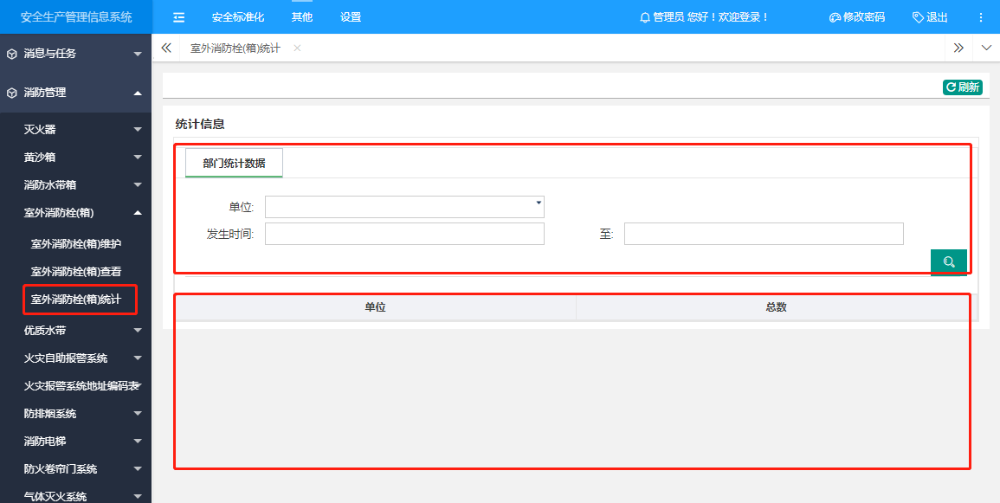 安全生产管理信息系统
安全标准化 其他 设置
管理员 您好！欢迎登录！
修改密码 退出
消息与任务
消防管理
灭火器
黄沙箱
消防水带箱
室外消防栓(箱)
室外消防栓(箱)维护
室外消防栓(箱)查看
室外消防栓(箱)统计
优质水带
火灾自助报警系统
火灾报警系统地址编码表
防排烟系统
消防电梯
防火卷帘门系统
气体灭火系统
室外消防栓(箱)统计
刷新
统计信息
部门统计数据
单位:
发生时间: 至:
单位 总数